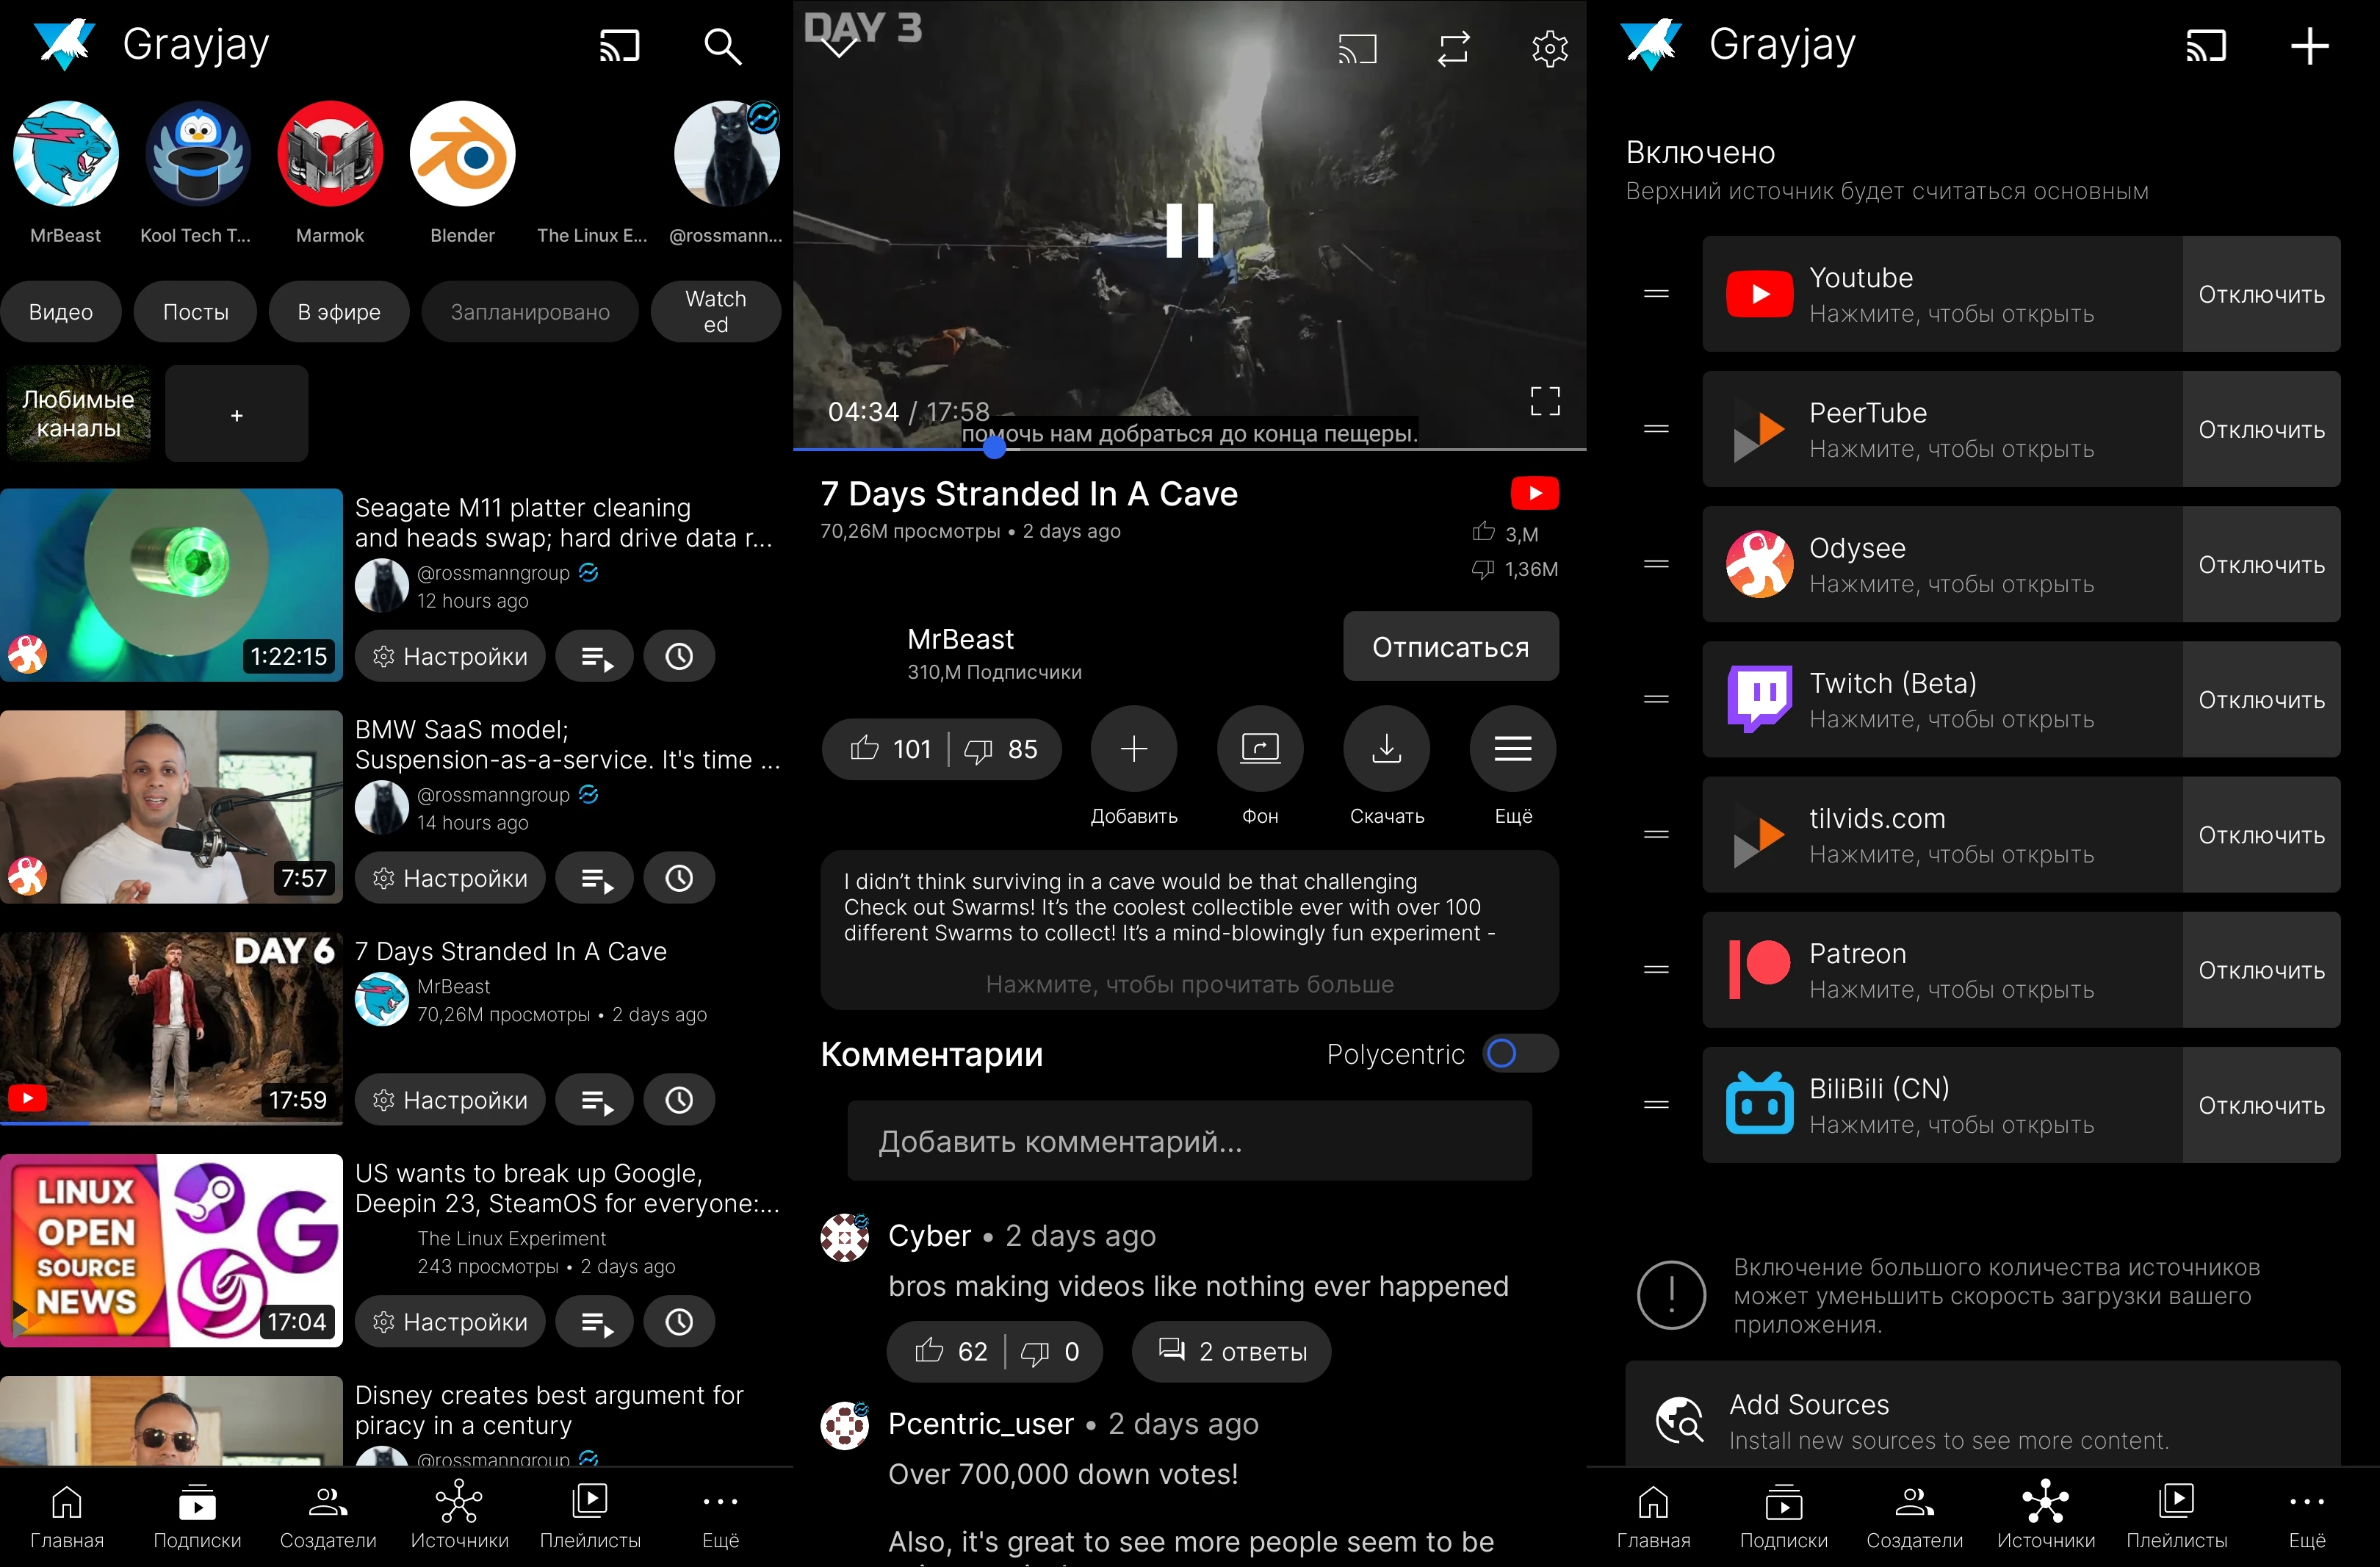 Grayjay
MrBeast
Kool Tech T...
Marmok
Blender
The Linux E...
@rossmann...
Видео
Посты
В эфире
Запланировано
Watch
ed
Любимые
каналы
+
Seagate M11 platter cleaning
and heads swap; hard drive data r...
@rossmanngroup
12 hours ago
1:22:15
Настройки
BMW SaaS model;
Suspension-as-a-service. It's time ...
@rossmanngroup
14 hours ago
7:57
Настройки
DAY 6
7 Days Stranded In A Cave
MrBeast
70,26M просмотры • 2 days ago
17:59
Настройки
LINUX
OPEN
SOURCE
NEWS
US wants to break up Google,
Deepin 23, SteamOS for everyone:...
The Linux Experiment
243 просмотры • 2 days ago
17:04
Настройки
Disney creates best argument for
piracy in a century
@rossmanngroup
Главная
Подписки
Создатели
Источники
Плейлисты
Ещё
DAY 3
04:34 / 17:58
помочь нам добраться до конца пещеры.
7 Days Stranded In A Cave
70,26M просмотры • 2 days ago
3,M
1,36M
MrBeast
310,M Подписчики
Отписаться
101
85
Добавить
Фон
Скачать
Ещё
I didn’t think surviving in a cave would be that challenging
Check out Swarms! It’s the coolest collectible ever with over 100
different Swarms to collect! It’s a mind-blowingly fun experiment -
Нажмите, чтобы прочитать больше
Комментарии
Polycentric
Добавить комментарий...
Cyber • 2 days ago
bros making videos like nothing ever happened
62
0
2 ответы
Pcentric_user • 2 days ago
Over 700,000 down votes!
Also, it's great to see more people seem to be
Grayjay
Включено
Верхний источник будет считаться основным
Youtube
Нажмите, чтобы открыть
Отключить
PeerTube
Нажмите, чтобы открыть
Отключить
Odysee
Нажмите, чтобы открыть
Отключить
Twitch (Beta)
Нажмите, чтобы открыть
Отключить
tilvids.com
Нажмите, чтобы открыть
Отключить
Patreon
Нажмите, чтобы открыть
Отключить
BiliBili (CN)
Нажмите, чтобы открыть
Отключить
Включение большого количества источников
может уменьшить скорость загрузки вашего
приложения.
Add Sources
Install new sources to see more content.
Главная
Подписки
Создатели
Источники
Плейлисты
Ещё